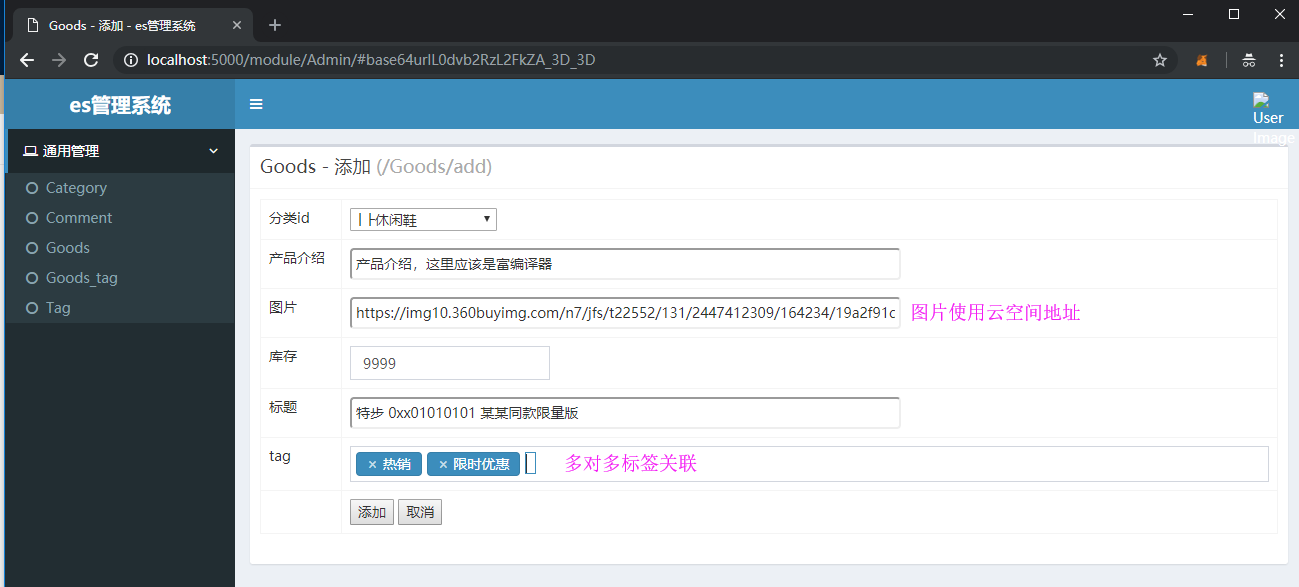 Goods - 添加 - es管理系统
localhost:5000/module/Admin/#base64urlL0dvb2RzL2FkZA_3D_3D
es管理系统
User Image
通用管理
Category
Comment
Goods
Goods_tag
Tag
Goods - 添加 (/Goods/add)
分类id 丨├休闲鞋
产品介绍 产品介绍，这里应该是富编译器
图片 https://img10.360buyimg.com/n7/jfs/t22552/131/2447412309/164234/19a2f91c 图片使用云空间地址
库存 9999
标题 特步 0xx01010101 某某同款限量版
tag × 热销 × 限时优惠 多对多标签关联
添加 取消